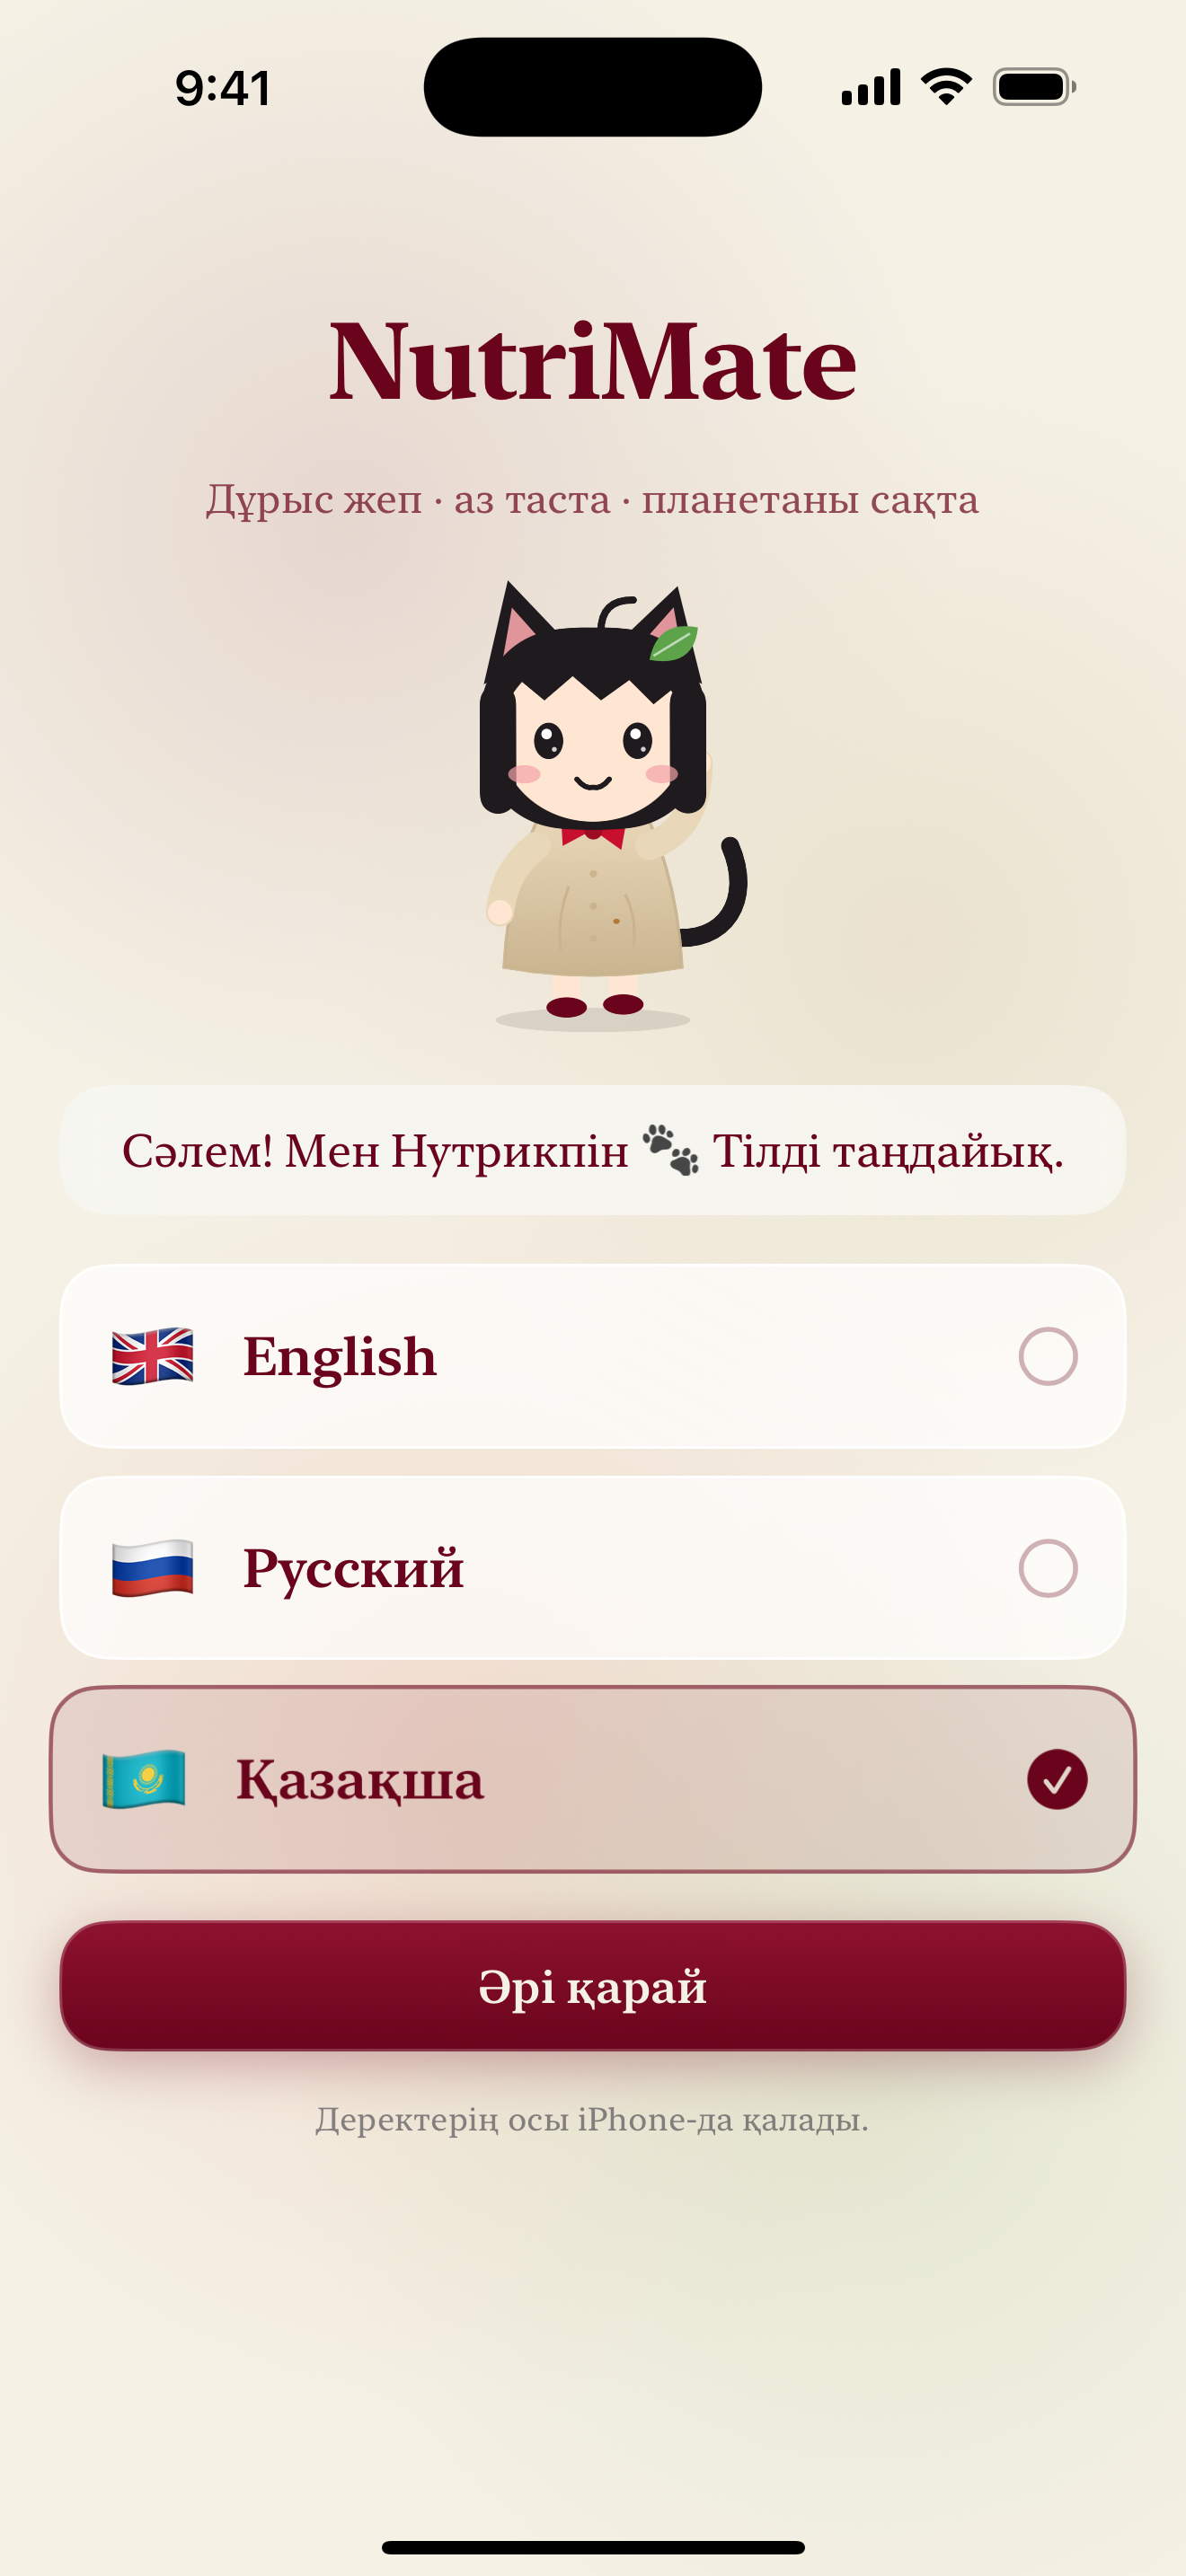 9:41
NutriMate
Дұрыс жеп · аз таста · планетаны сақта
Сәлем! Мен Нутрикпін 🐾 Тілді таңдайық.
English
Русский
Қазақша
Әрі қарай
Деректерің осы iPhone-да қалады.